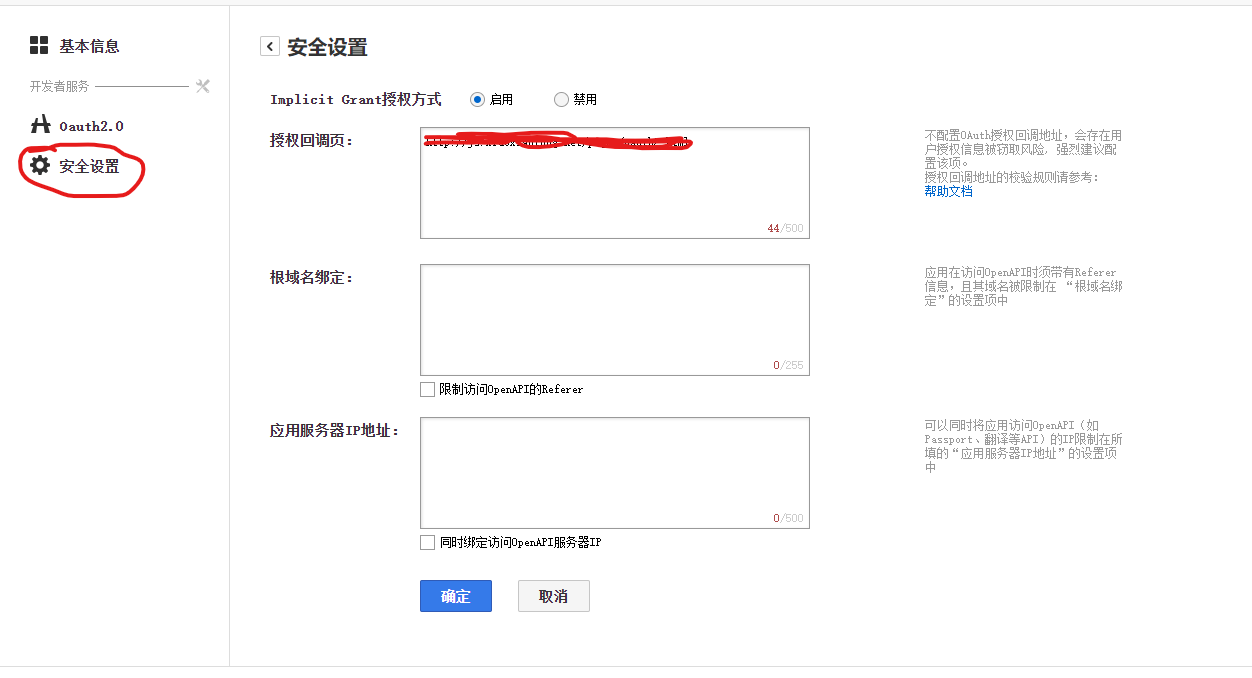 基本信息
开发者服务
Oauth2.0
安全设置
安全设置
Implicit Grant授权方式 启用 禁用
授权回调页：
44/500
不配置OAuth授权回调地址，会存在用
户授权信息被窃取风险, 强烈建议配
置该项。
授权回调地址的校验规则请参考：
帮助文档
根域名绑定：
0/255
应用在访问OpenAPI时须带有Referer
信息，且其域名被限制在 “根域名绑
定”的设置项中
限制访问OpenAPI的Referer
应用服务器IP地址：
0/500
可以同时将应用访问OpenAPI（如
Passport、翻译等API）的IP限制在所
填的“应用服务器IP地址”的设置项
中
同时绑定访问OpenAPI服务器IP
确定 取消